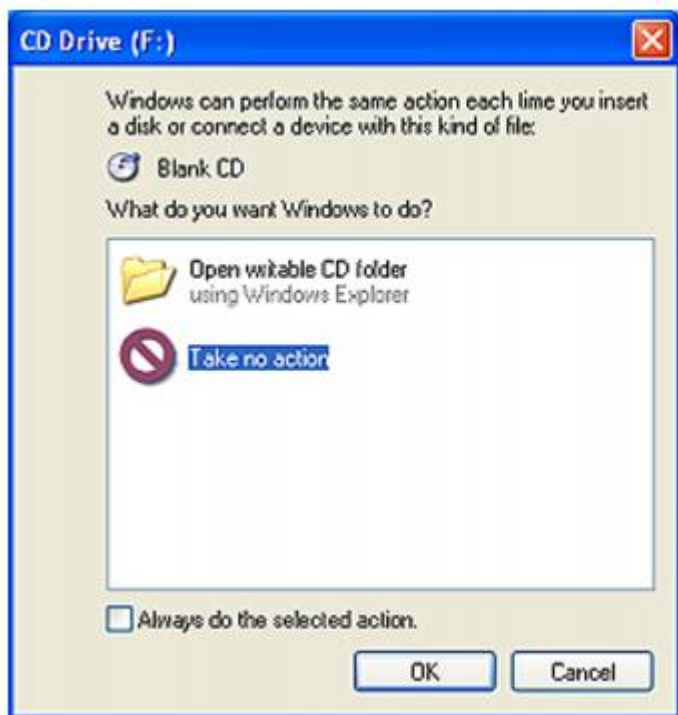 CD Drive (F:)
Windows can perform the same action each time you insert
a disk or connect a device with this kind of file:
Blank CD
What do you want Windows to do?
Open writable CD folder
using Windows Explorer
Take no action
Always do the selected action.
OK
Cancel